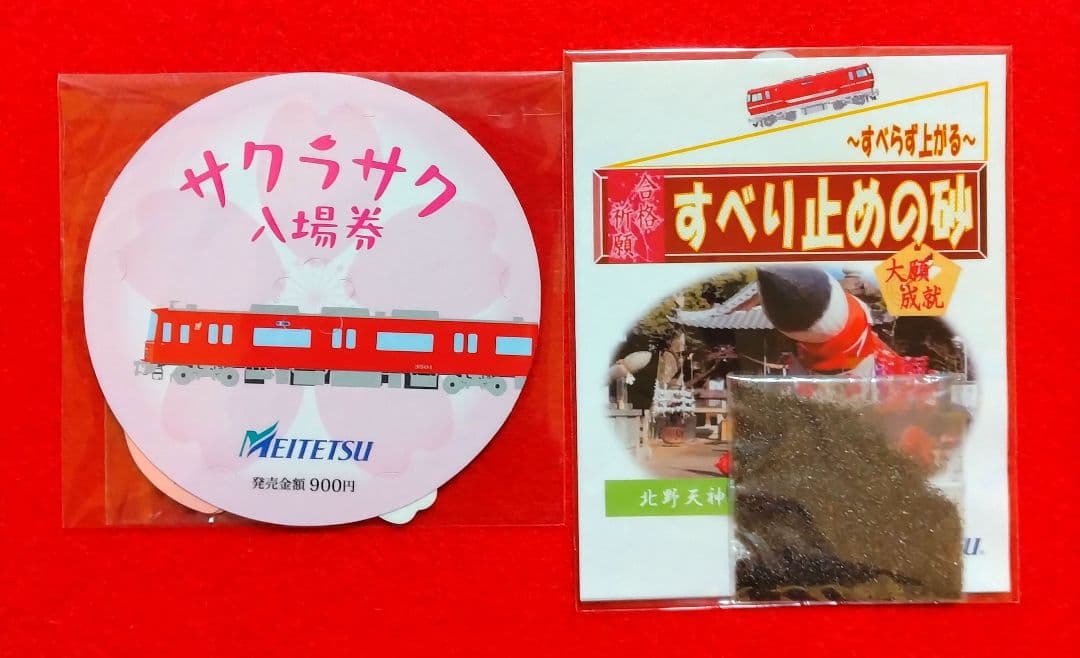 サクラサク
入場券
3501
MEITETSU
発売金額 900円
～すべらず上がる～
合格
祈願
すべり止めの砂
大願
成就
北野天神
SU